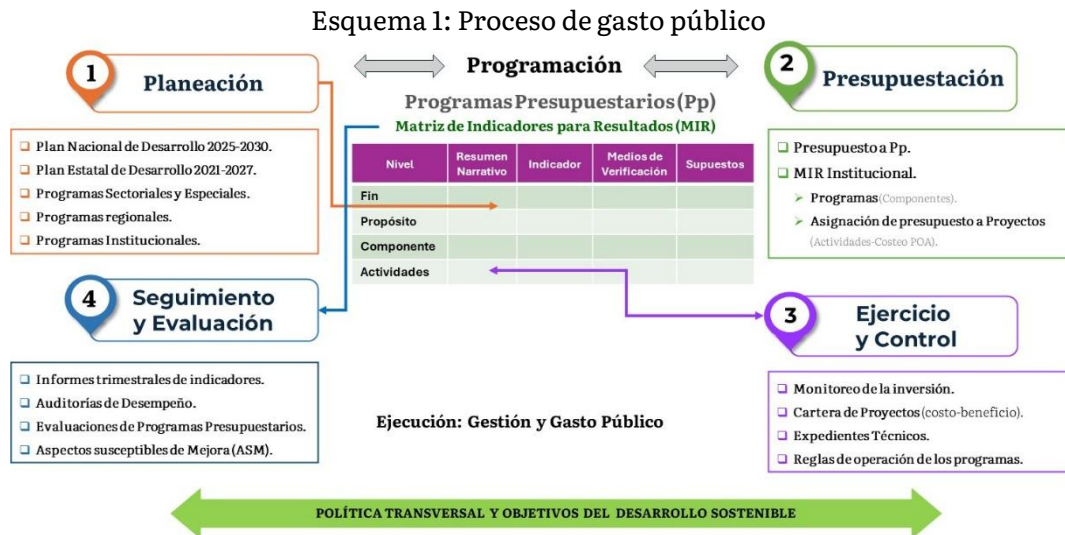 Esquema 1: Proceso de gasto público
1
Planeación
Plan Nacional de Desarrollo 2025-2030.
Plan Estatal de Desarrollo 2021-2027.
Programas Sectoriales y Especiales.
Programas regionales.
Programas Institucionales.
Programación
Programas Presupuestarios (Pp)
Matriz de Indicadores para Resultados (MIR)
Nivel
Resumen
Narrativo
Indicador
Medios de
Verificación
Supuestos
Fin
Propósito
Componente
Actividades
2
Presupuestación
Presupuesto a Pp.
MIR Institucional.
Programas (Componentes).
Asignación de presupuesto a Proyectos
(Actividades-Costeo POA).
3
Ejercicio
y Control
Monitoreo de la inversión.
Cartera de Proyectos (costo-beneficio).
Expedientes Técnicos.
Reglas de operación de los programas.
4
Seguimiento
y Evaluación
Informes trimestrales de indicadores.
Auditorías de Desempeño.
Evaluaciones de Programas Presupuestarios.
Aspectos susceptibles de Mejora (ASM).
Ejecución: Gestión y Gasto Público
POLÍTICA TRANSVERSAL Y OBJETIVOS DEL DESARROLLO SOSTENIBLE